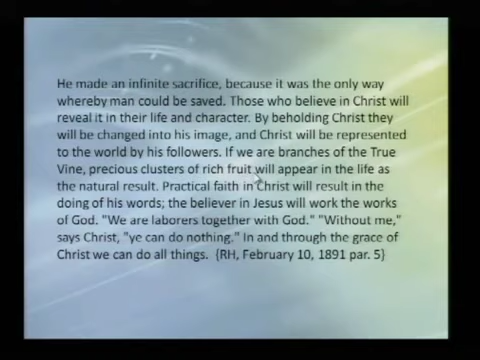 He made an infinite sacrifice, because it was the only way
whereby man could be saved. Those who believe in Christ will
reveal it in their life and character. By beholding Christ they
will be changed into his image, and Christ will be represented
to the world by his followers. If we are branches of the True
Vine, precious clusters of rich fruit will appear in the life as
the natural result. Practical faith in Christ will result in the
doing of his words; the believer in Jesus will work the works
of God. "We are laborers together with God." "Without me,"
says Christ, "ye can do nothing." In and through the grace of
Christ we can do all things.  {RH, February 10, 1891 par. 5}